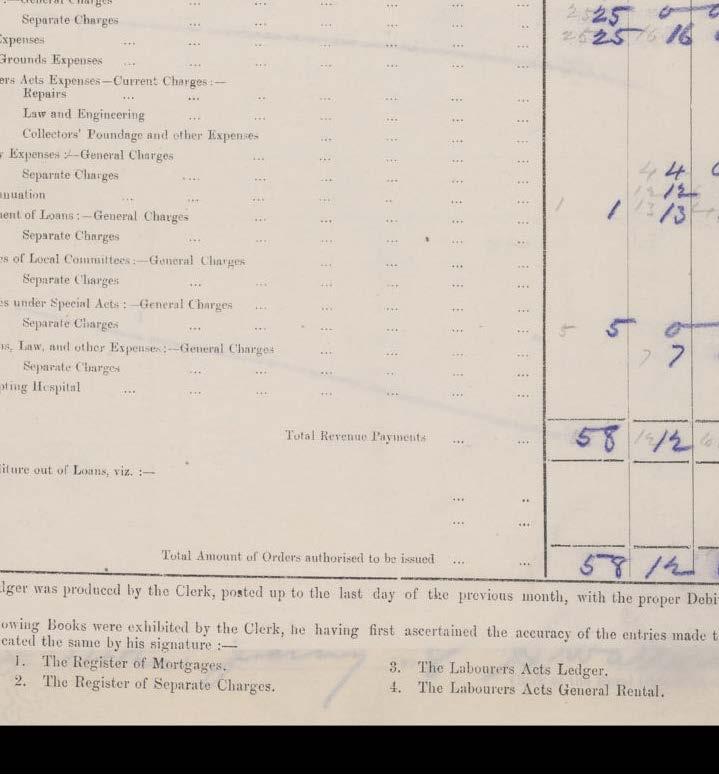 Separate Charges ... ... ... ... ... ... 25 0
Expenses ... ... ... ... ... ... 25 16
Grounds Expenses ... ... ... ... ... ...
ers Acts Expenses—Current Charges :—
Repairs ... ... ... ... ... ...
Law and Engineering ... ... ... ... ...
Collectors' Poundage and other Expenses ... ... ... ...
y Expenses :—General Charges ... ... ... ... ...
Separate Charges .... ... ... ... ... ... 4
nuation ... ... ... ... ... ... ... 12
ment of Loans :—General Charges ... ... ... ... ... 1 13
Separate Charges ... ... ... ... ...
es of Local Committees :—General Charges ... ... ... ...
Separate Charges ... ... ... ... ... ...
es under Special Acts :—General Charges ... ... ... ... ...
Separate Charges ... ... ... ... ... 5 0
ns, Law, and other Expenses :—General Charges ... ... ... ... 7
Separate Charges ... ... ... ... ... ...
pting Hospital ... ... ... ... ... ... ...
Total Revenue Payments ... ... 58 12
diture out of Loans, viz. :—
... ..
... ...
Total Amount of Orders authorised to be issued ... ... 58 12
dger was produced by the Clerk, posted up to the last day of the previous month, with the proper Debi
owing Books were exhibited by the Clerk, he having first ascertained the accuracy of the entries made t
cated the same by his signature :—
1. The Register of Mortgages.
2. The Register of Separate Charges.
3. The Labourers Acts Ledger.
4. The Labourers Acts General Rental.